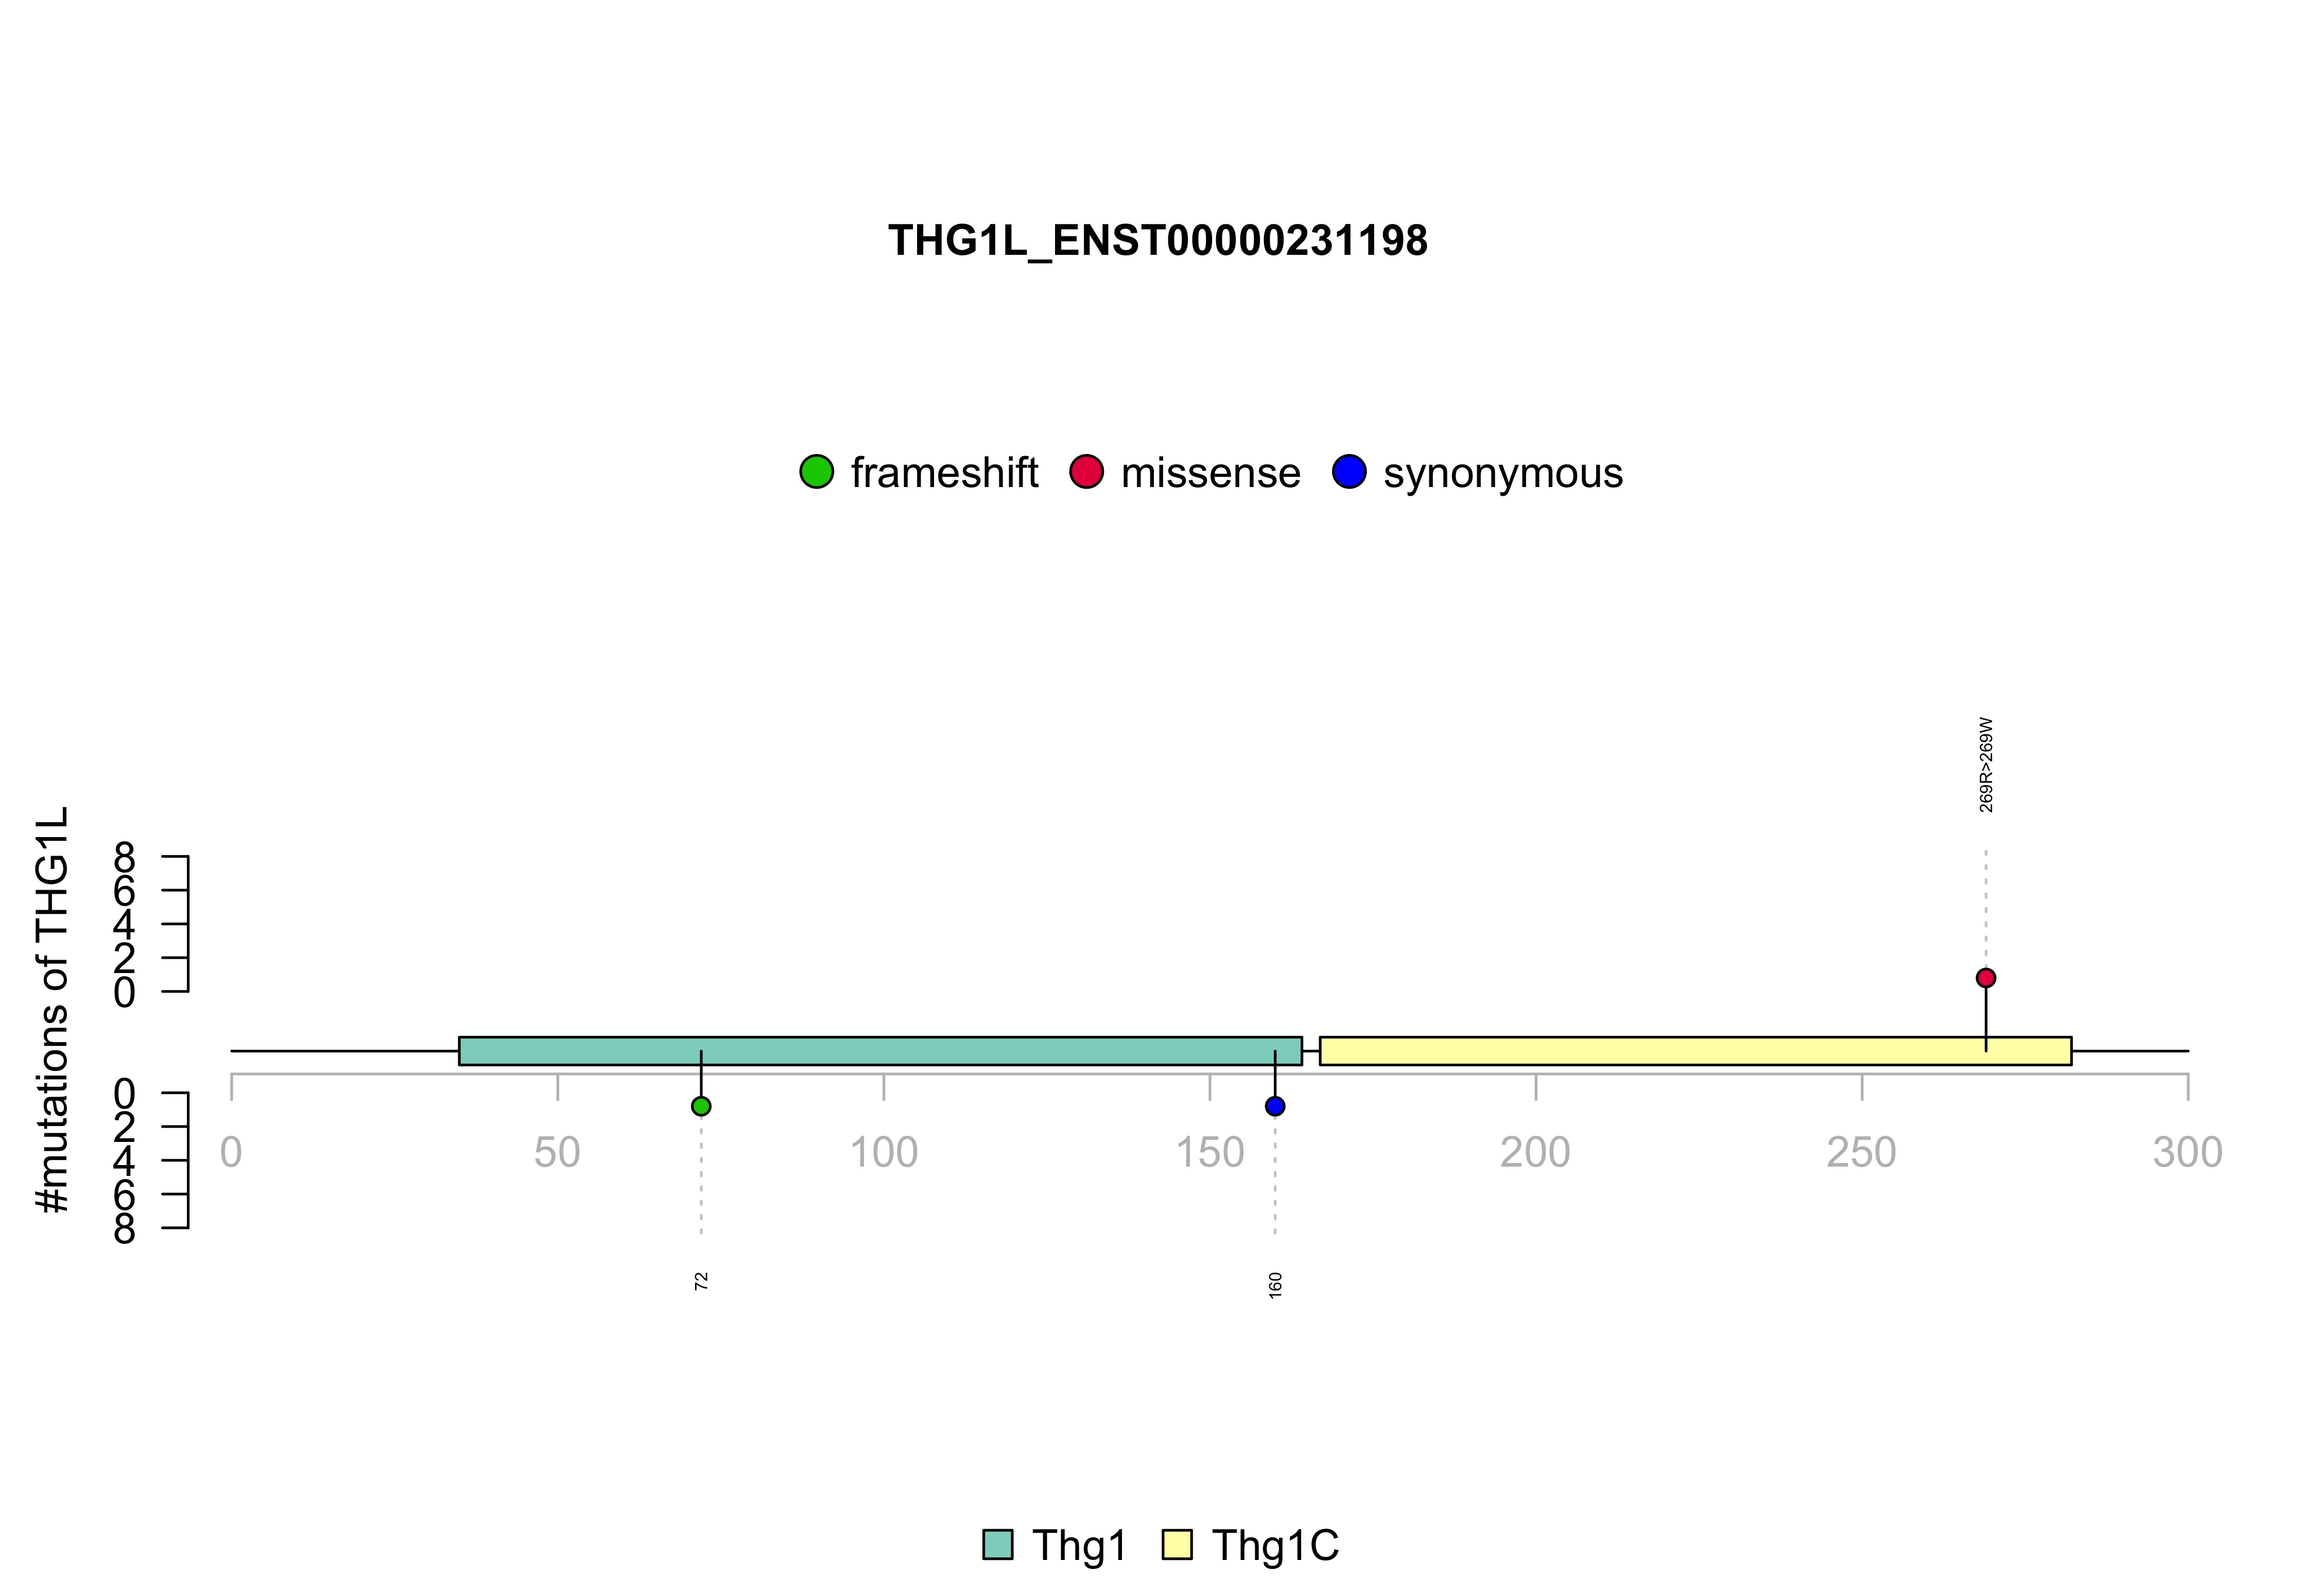 THG1L_ENST00000231198
frameshift missense synonymous
269R>269W
#mutations of THG1L
8
6
4
2
0
0
2
4
6
8
0 50 100 150 200 250 300
72 160
Thg1 Thg1C